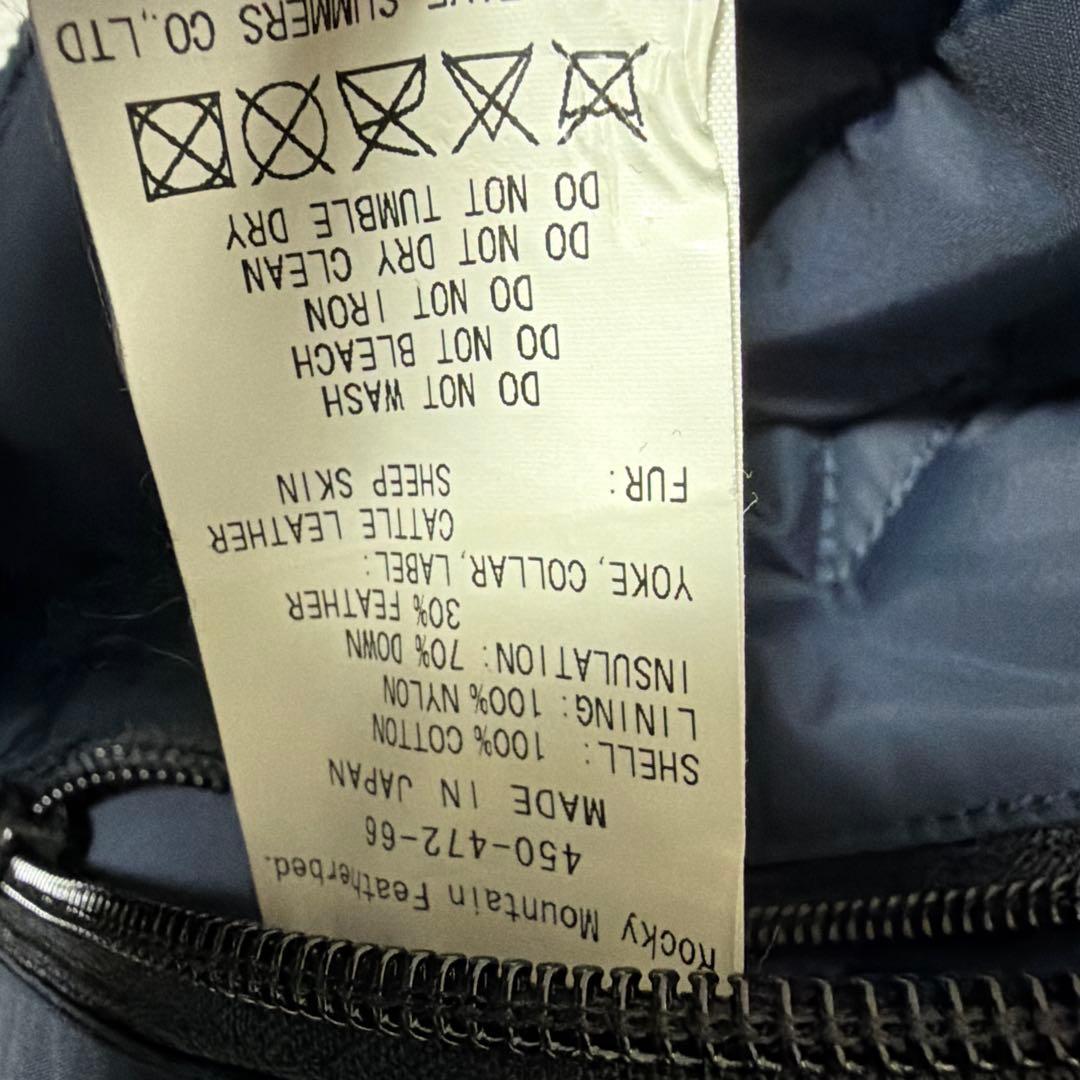 Rocky Mountain Featherbed.
450-472-66
MADE IN JAPAN
SHELL: 100% COTTON
LINING: 100% NYLON
INSULATION: 70% DOWN
30% FEATHER
YOKE, COLLAR, LABEL:
CATTLE LEATHER
FUR: SHEEP SKIN
DO NOT WASH
DO NOT BLEACH
DO NOT IRON
DO NOT DRY CLEAN
DO NOT TUMBLE DRY
SUMMERS CO.,LTD